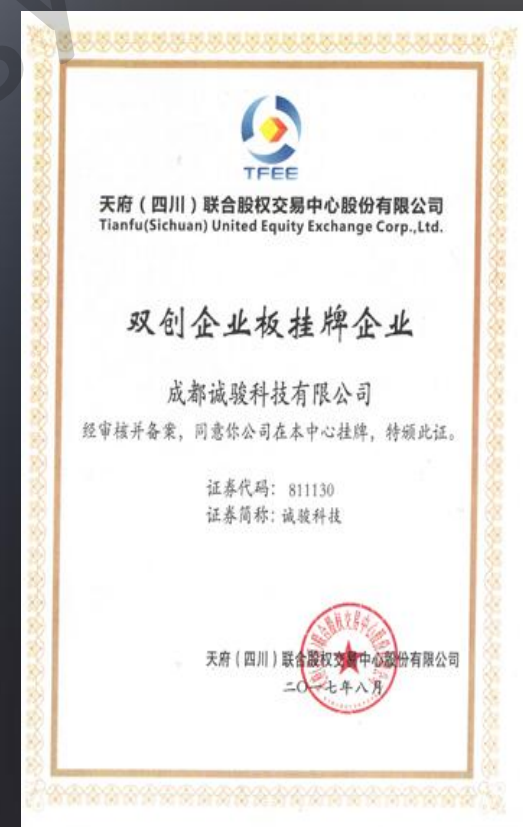 TFEE
天府（四川）联合股权交易中心股份有限公司
Tianfu(Sichuan) United Equity Exchange Corp.,Ltd.
双创企业板挂牌企业
成都诚骏科技有限公司
经审核并备案，同意你公司在本中心挂牌，特颁此证。
证券代码：811130
证券简称：诚骏科技
天府（四川）联合股权交易中心股份有限公司
二〇一七年八月